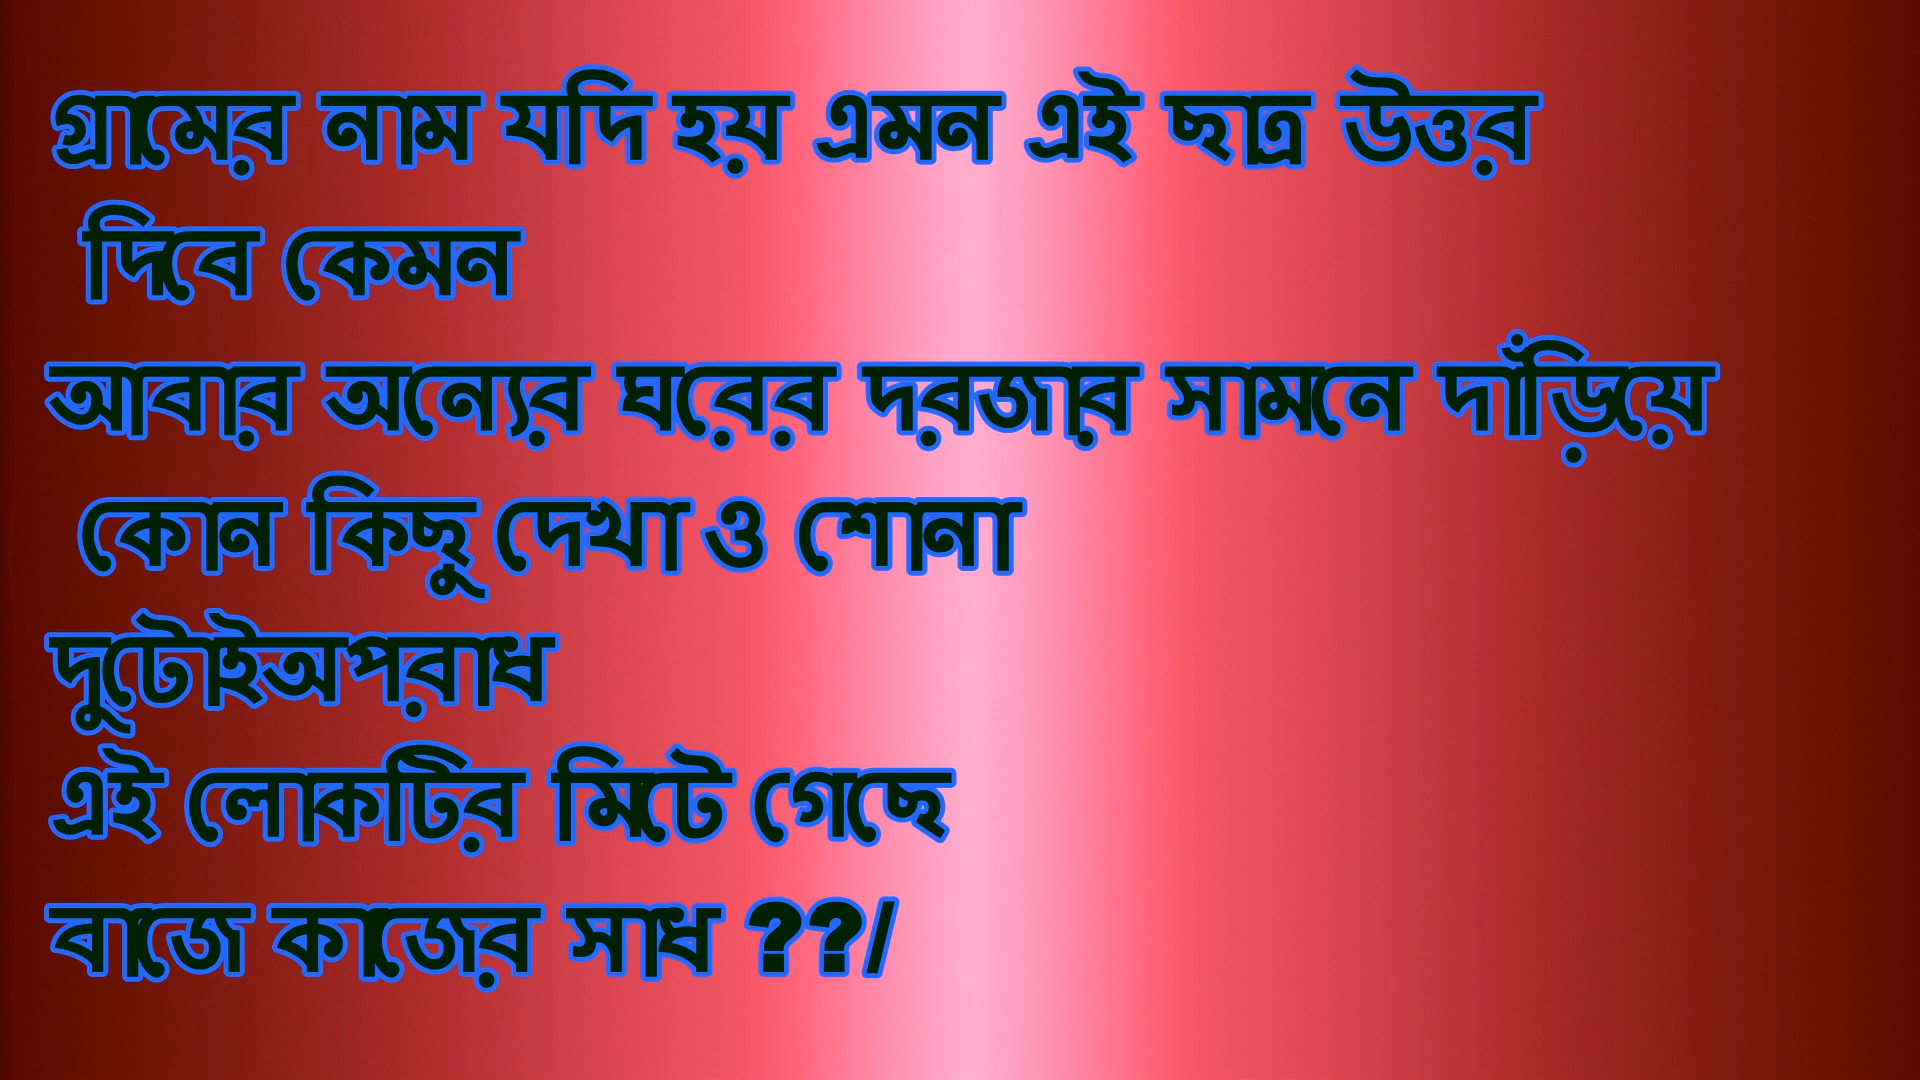 গ্রামের নাম যদি হয় এমন এই ছাত্র উত্তর
দিবে কেমন
আবার অন্যের ঘরের দরজার সামনে দাঁড়িয়ে
কোন কিছু দেখা ও শোনা
দুটোইঅপরাধ
এই লোকটির মিটে গেছে
বাজে কাজের সাধ ??/